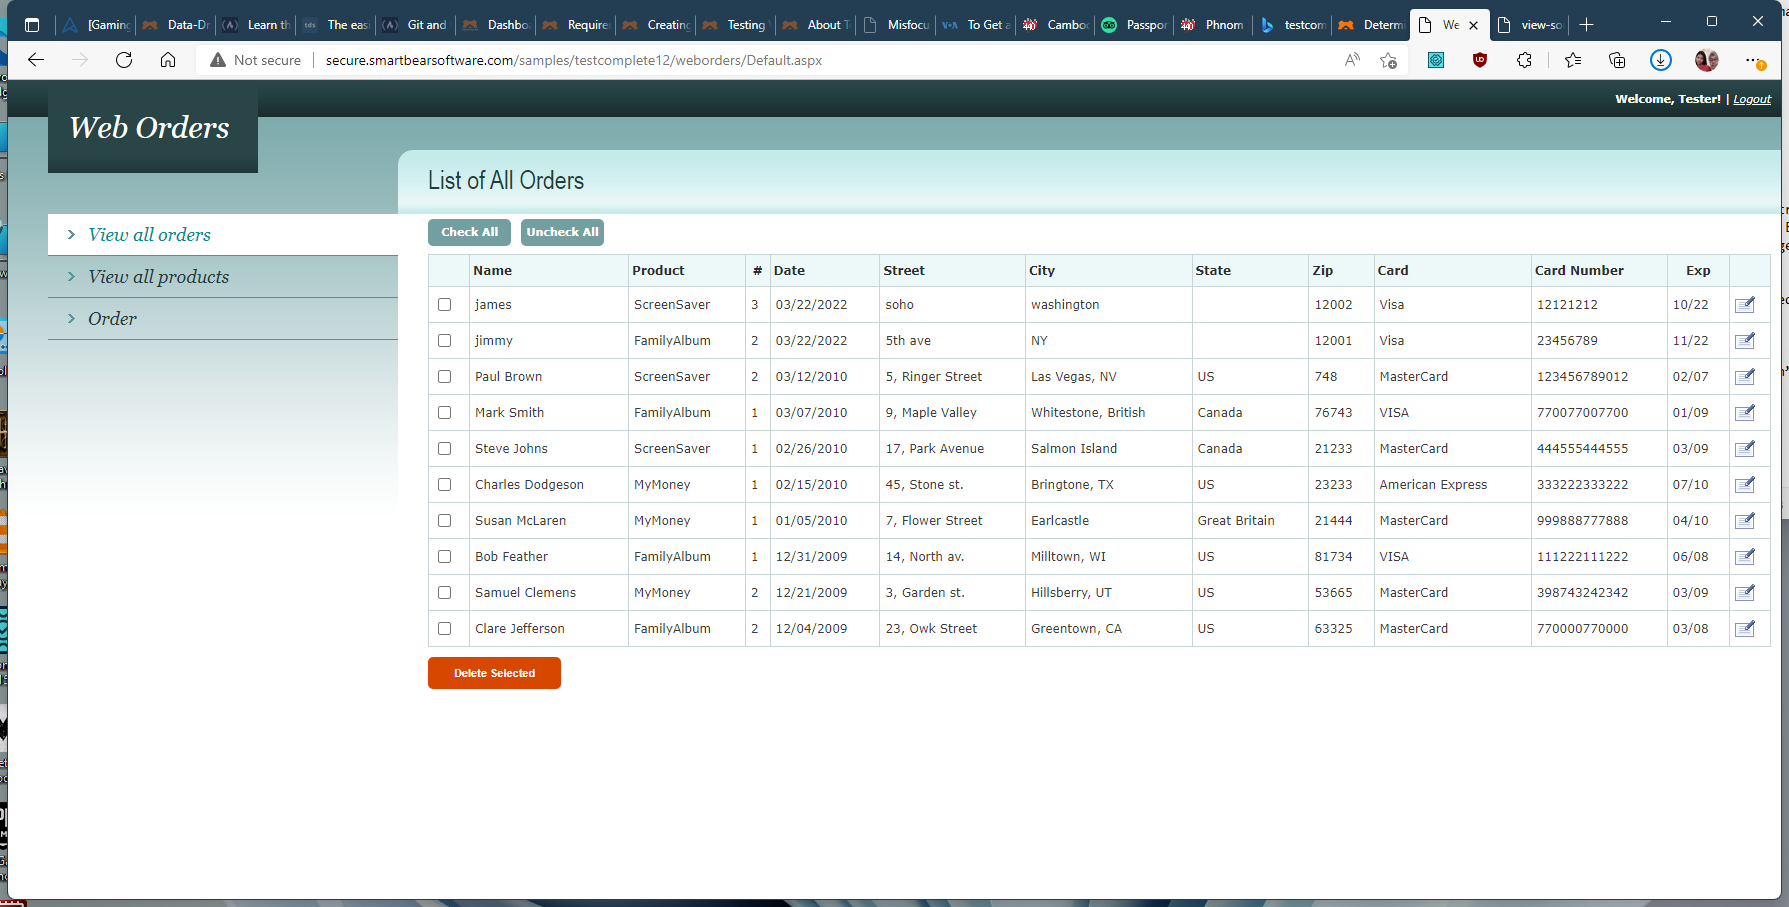 [Gaming
Data-Dr
Learn th
tds
The eas
Git and
Dashbo
Require
Creating
Testing
About T
Misfocu
VOA
To Get a
Cambod
Passpor
Phnom
testcom
Determi
We
view-so
Not secure
secure.smartbearsoftware.com/samples/testcomplete12/weborders/Default.aspx
Welcome, Tester! | Logout
Web Orders
List of All Orders
View all orders
View all products
Order
Check All Uncheck All
Name Product # Date Street City State Zip Card Card Number Exp
james ScreenSaver 3 03/22/2022 soho washington 12002 Visa 12121212 10/22
jimmy FamilyAlbum 2 03/22/2022 5th ave NY 12001 Visa 23456789 11/22
Paul Brown ScreenSaver 2 03/12/2010 5, Ringer Street Las Vegas, NV US 748 MasterCard 123456789012 02/07
Mark Smith FamilyAlbum 1 03/07/2010 9, Maple Valley Whitestone, British Canada 76743 VISA 770077007700 01/09
Steve Johns ScreenSaver 1 02/26/2010 17, Park Avenue Salmon Island Canada 21233 MasterCard 444555444555 03/09
Charles Dodgeson MyMoney 1 02/15/2010 45, Stone st. Bringtone, TX US 23233 American Express 333222333222 07/10
Susan McLaren MyMoney 1 01/05/2010 7, Flower Street Earlcastle Great Britain 21444 MasterCard 999888777888 04/10
Bob Feather FamilyAlbum 1 12/31/2009 14, North av. Milltown, WI US 81734 VISA 111222111222 06/08
Samuel Clemens MyMoney 2 12/21/2009 3, Garden st. Hillsberry, UT US 53665 MasterCard 398743242342 03/09
Clare Jefferson FamilyAlbum 2 12/04/2009 23, Owk Street Greentown, CA US 63325 MasterCard 770000770000 03/08
Delete Selected